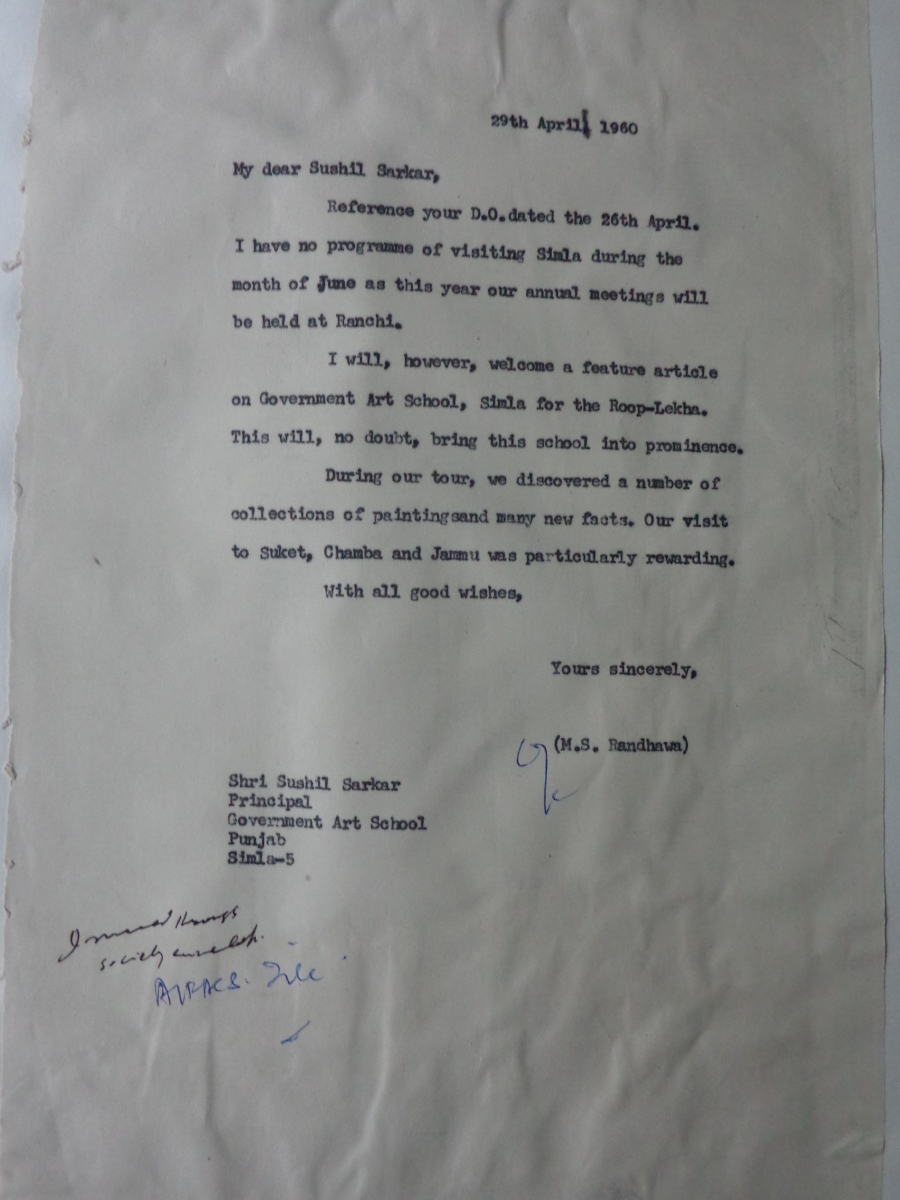 29th April, 1960
My dear Sushil Sarkar,
Reference your D.O.dated the 26th April.
I have no programme of visiting Simla during the
month of June as this year our annual meetings will
be held at Ranchi.
I will, however, welcome a feature article
on Government Art School, Simla for the Roop-Lekha.
This will, no doubt, bring this school into prominence.
During our tour, we discovered a number of
collections of paintingsand many new facts. Our visit
to Suket, Chamba and Jammu was particularly rewarding.
With all good wishes,
Yours sincerely,
(M.S. Randhawa)
Shri Sushil Sarkar
Principal
Government Art School
Punjab
Simla-5
society
AIFACS. File